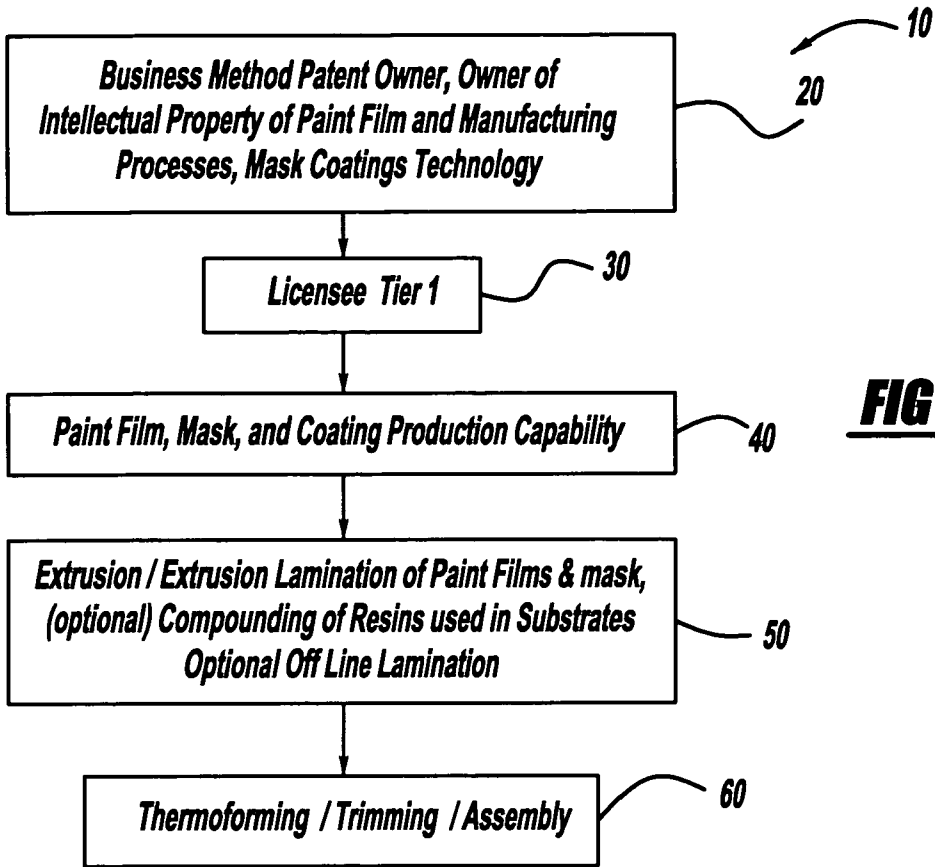 10
Business Method Patent Owner, Owner of
Intellectual Property of Paint Film and Manufacturing
Processes, Mask Coatings Technology
20
Licensee Tier 1
30
Paint Film, Mask, and Coating Production Capability
40
FIG
Extrusion / Extrusion Lamination of Paint Films & mask,
(optional) Compounding of Resins used in Substrates
Optional Off Line Lamination
50
Thermoforming / Trimming / Assembly
60